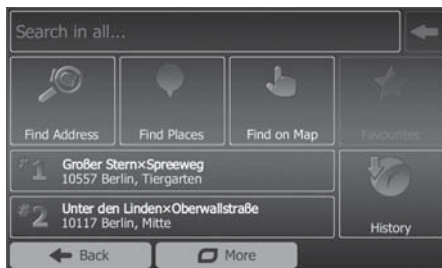 Search in all...
Find Address
Find Places
Find on Map
Favourites
#1 Großer Stern×Spreeweg
10557 Berlin, Tiergarten
#2 Unter den Linden×Oberwallstraße
10117 Berlin, Mitte
History
Back
More